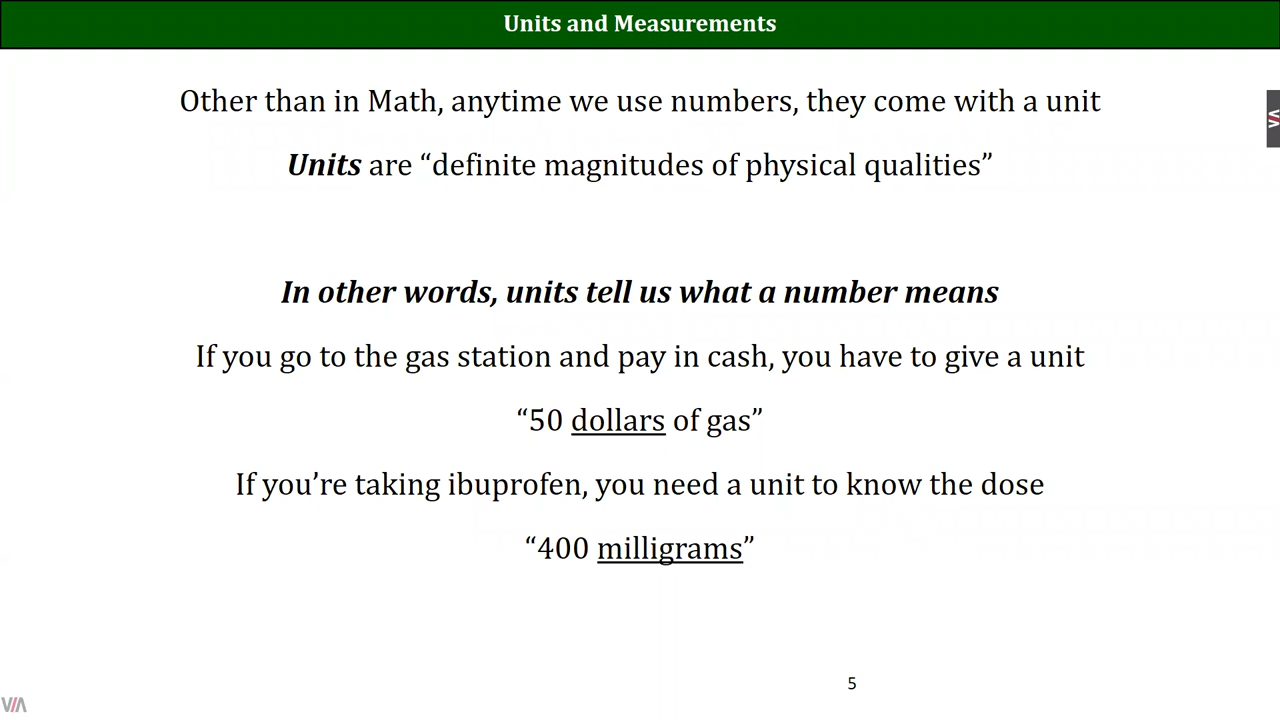 Units and Measurements
Other than in Math, anytime we use numbers, they come with a unit
Units are “definite magnitudes of physical qualities”
In other words, units tell us what a number means
If you go to the gas station and pay in cash, you have to give a unit
“50 dollars of gas”
If you’re taking ibuprofen, you need a unit to know the dose
“400 milligrams”
5
VIA
VIA